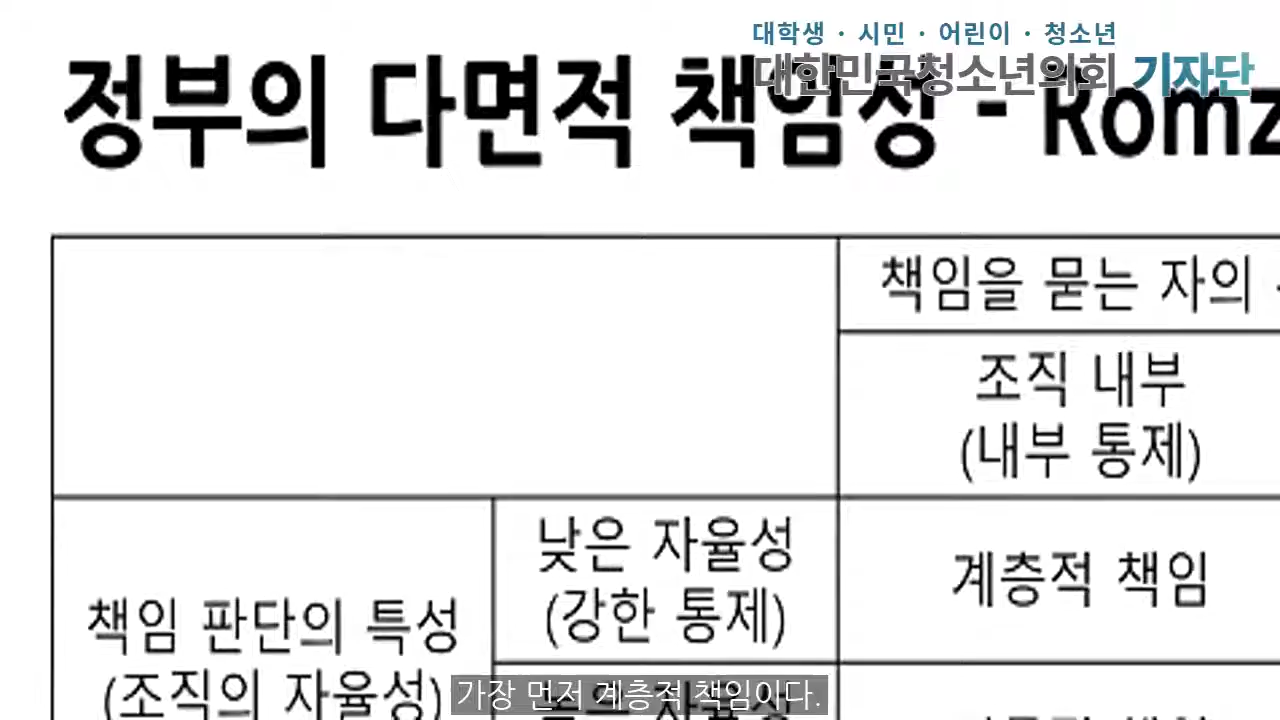 대학생 · 시민 · 어린이 · 청소년
대한민국청소년의회 기자단
정부의 다면적 책임성 - Romz
책임을 묻는 자의
조직 내부
(내부 통제)
낮은 자율성
(강한 통제)
계층적 책임
책임 판단의 특성
(조직의 자율성)
가장 먼저 계층적 책임이다.